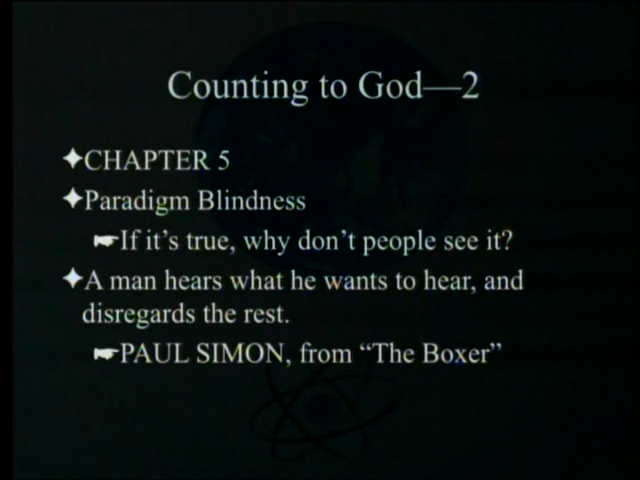 Counting to God—2
✦CHAPTER 5
✦Paradigm Blindness
☛If it's true, why don't people see it?
✦A man hears what he wants to hear, and
disregards the rest.
☛PAUL SIMON, from “The Boxer”